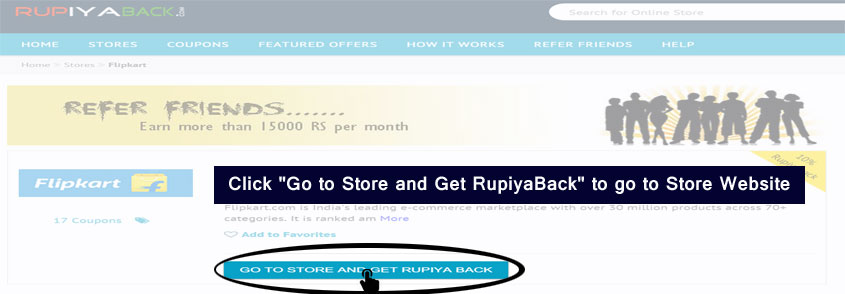 RUPIYABACK.CO
Search for Online Store
HOME STORES COUPONS FEATURED OFFERS HOW IT WORKS REFER FRIENDS HELP
Home > Stores > Flipkart
REFER FRIENDS.......
Earn more than 15000 RS per month
10%
Flipkart
Click "Go to Store and Get RupiyaBack" to go to Store Website
Flipkart.com is India's leading e-commerce marketplace with over 30 million products across 70+
17 Coupons
categories. It is ranked am More
Add to Favorites
GO TO STORE AND GET RUPIYA BACK